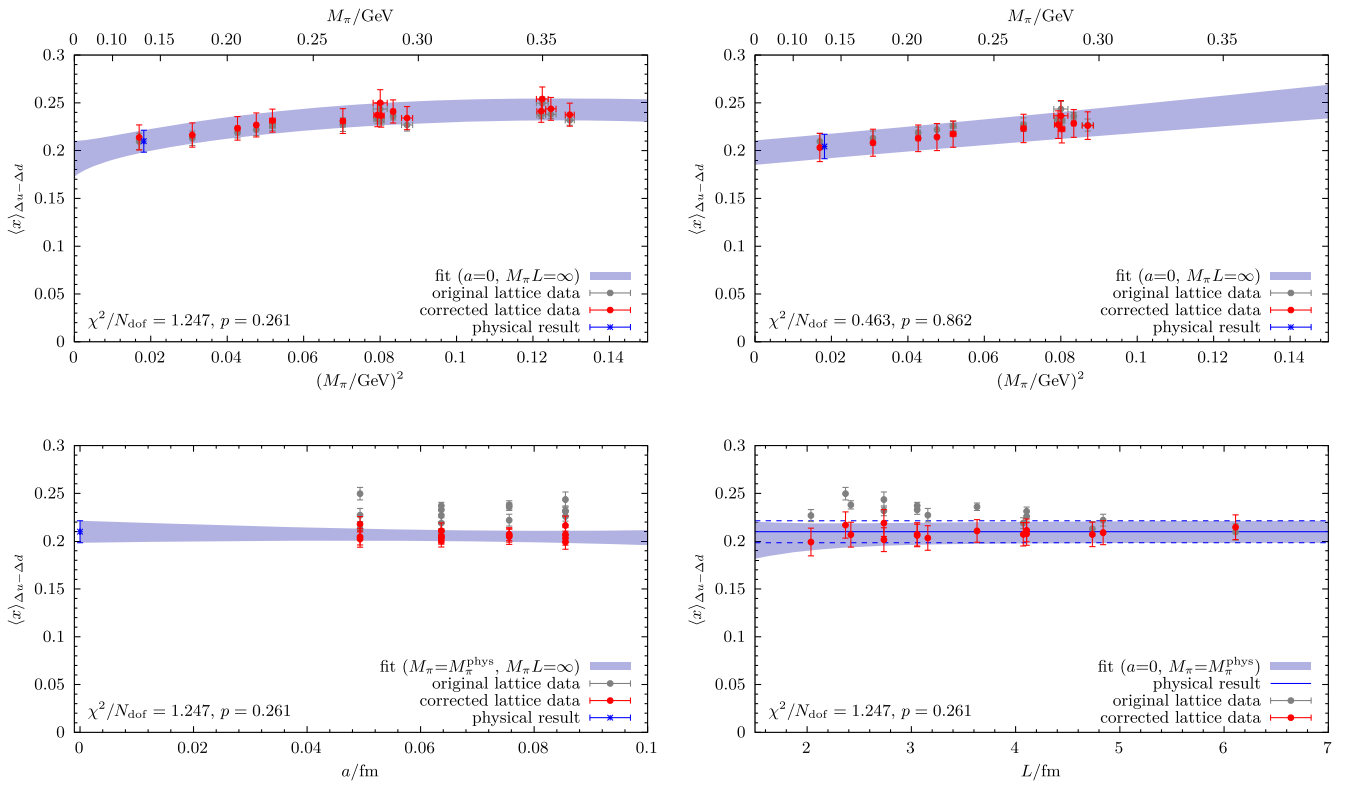 M_π/GeV
0 0.10 0.15 0.20 0.25 0.30 0.35
0.3
0.25
0.2
0.15
0.1
0.05
0
⟨x⟩_{Δu−Δd}
fit (a=0, M_πL=∞)
original lattice data
corrected lattice data
physical result
χ²/N_dof = 1.247, p = 0.261
0 0.02 0.04 0.06 0.08 0.1 0.12 0.14
(M_π/GeV)²
M_π/GeV
0 0.10 0.15 0.20 0.25 0.30 0.35
0.3
0.25
0.2
0.15
0.1
0.05
0
⟨x⟩_{Δu−Δd}
fit (a=0, M_πL=∞)
original lattice data
corrected lattice data
physical result
χ²/N_dof = 0.463, p = 0.862
0 0.02 0.04 0.06 0.08 0.1 0.12 0.14
(M_π/GeV)²
0.3
0.25
0.2
0.15
0.1
0.05
0
⟨x⟩_{Δu−Δd}
fit (M_π=M_π^phys, M_πL=∞)
original lattice data
corrected lattice data
physical result
χ²/N_dof = 1.247, p = 0.261
0 0.02 0.04 0.06 0.08 0.1
a/fm
0.3
0.25
0.2
0.15
0.1
0.05
0
⟨x⟩_{Δu−Δd}
fit (a=0, M_π=M_π^phys)
physical result
original lattice data
corrected lattice data
χ²/N_dof = 1.247, p = 0.261
2 3 4 5 6 7
L/fm